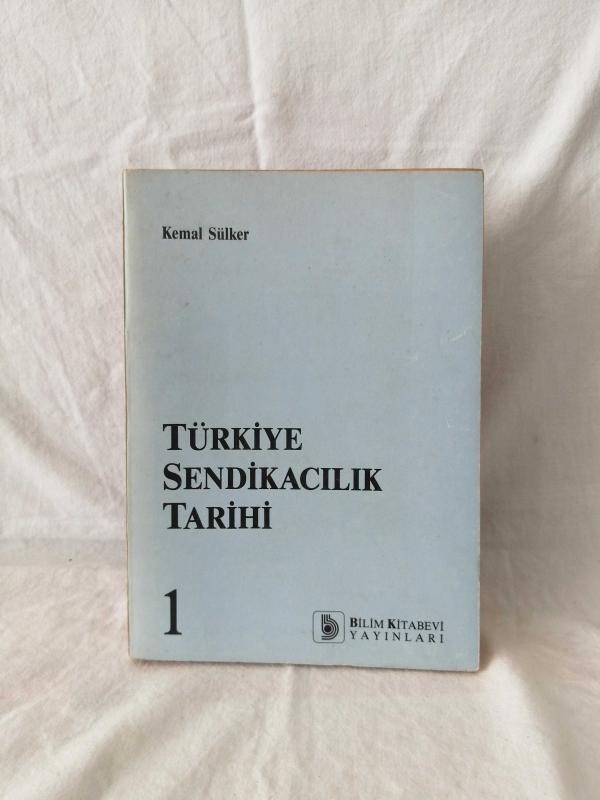 Kemal Sülker
TÜRKİYE
SENDİKACILIK
TARİHİ
1
BİLİM KİTABEVİ
YAYINLARI